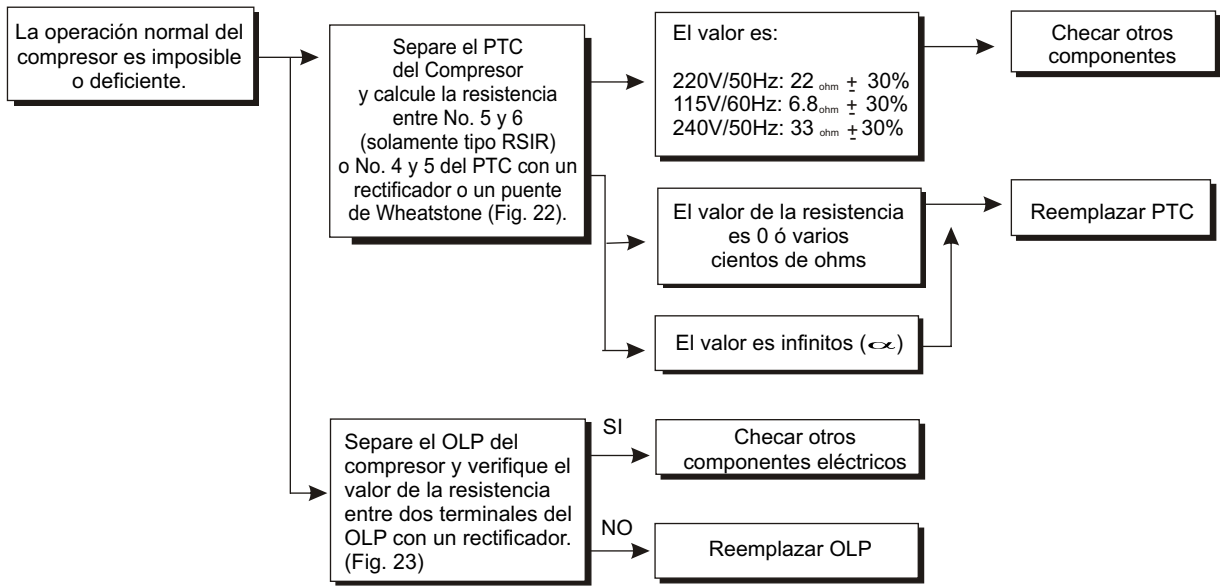 La operación normal del
compresor es imposible
o deficiente.
Separe el PTC
del Compresor
y calcule la resistencia
entre No. 5 y 6
(solamente tipo RSIR)
o No. 4 y 5 del PTC con un
rectificador o un puente
de Wheatstone (Fig. 22).
El valor es:
220V/50Hz: 22 ohm ± 30%
115V/60Hz: 6.8 ohm ± 30%
240V/50Hz: 33 ohm ± 30%
Checar otros
componentes
El valor de la resistencia
es 0 ó varios
cientos de ohms
Reemplazar PTC
El valor es infinitos (∝)
Separe el OLP del
compresor y verifique el
valor de la resistencia
entre dos terminales del
OLP con un rectificador.
(Fig. 23)
SI
Checar otros
componentes eléctricos
NO
Reemplazar OLP